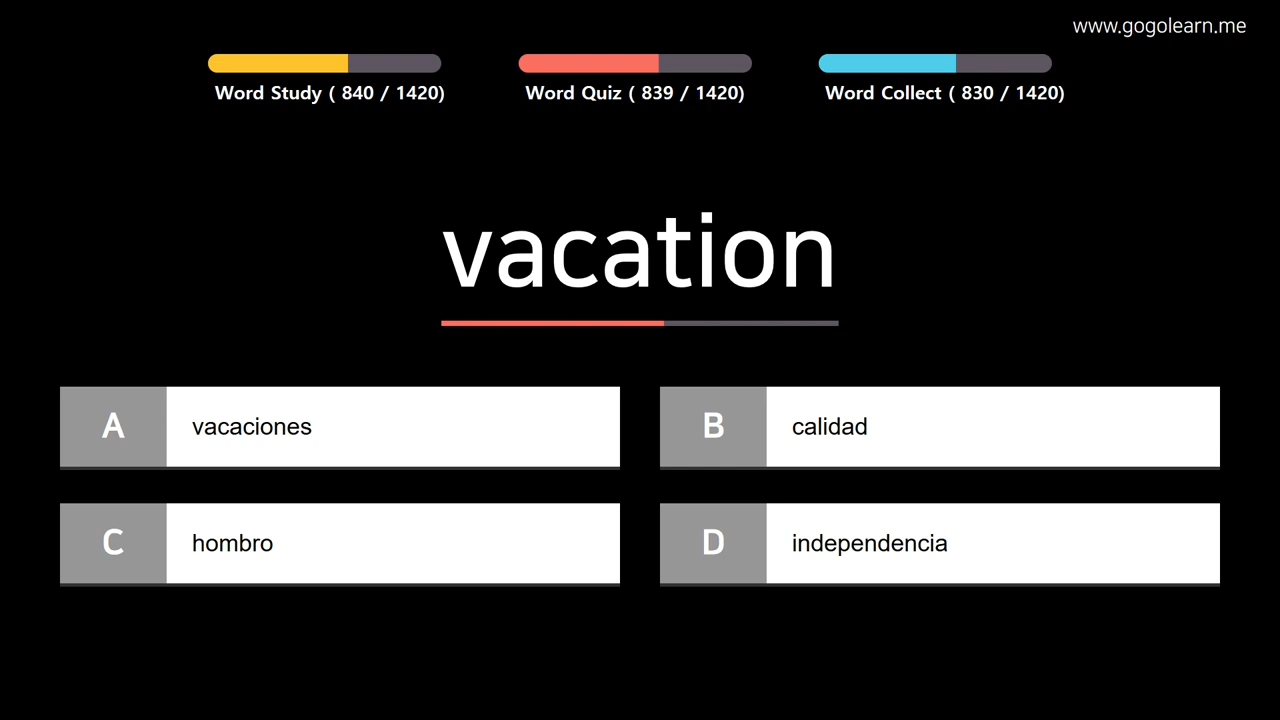 www.gogolearn.me
Word Study ( 840 / 1420)
Word Quiz ( 839 / 1420)
Word Collect ( 830 / 1420)
vacation
A vacaciones
B calidad
C hombro
D independencia